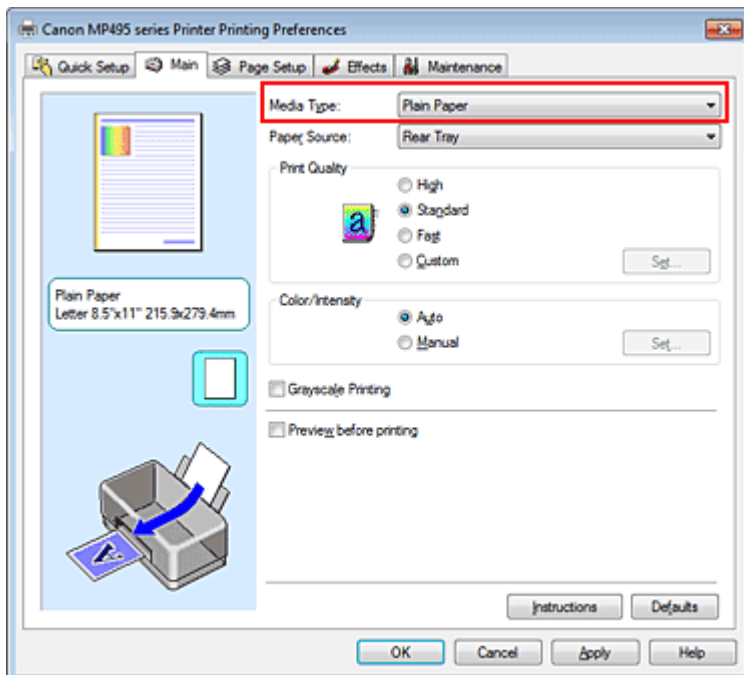 Canon MP495 series Printer Printing Preferences
Quick Setup Main Page Setup Effects Maintenance
Media Type: Plain Paper
Paper Source: Rear Tray
Print Quality
High
a Standard
Fast
Custom Set...
Plain Paper
Letter 8.5"x11" 215.9x279.4mm
Color/Intensity
Auto
Manual Set...
Grayscale Printing
Preview before printing
A
Instructions Defaults
OK Cancel Apply Help